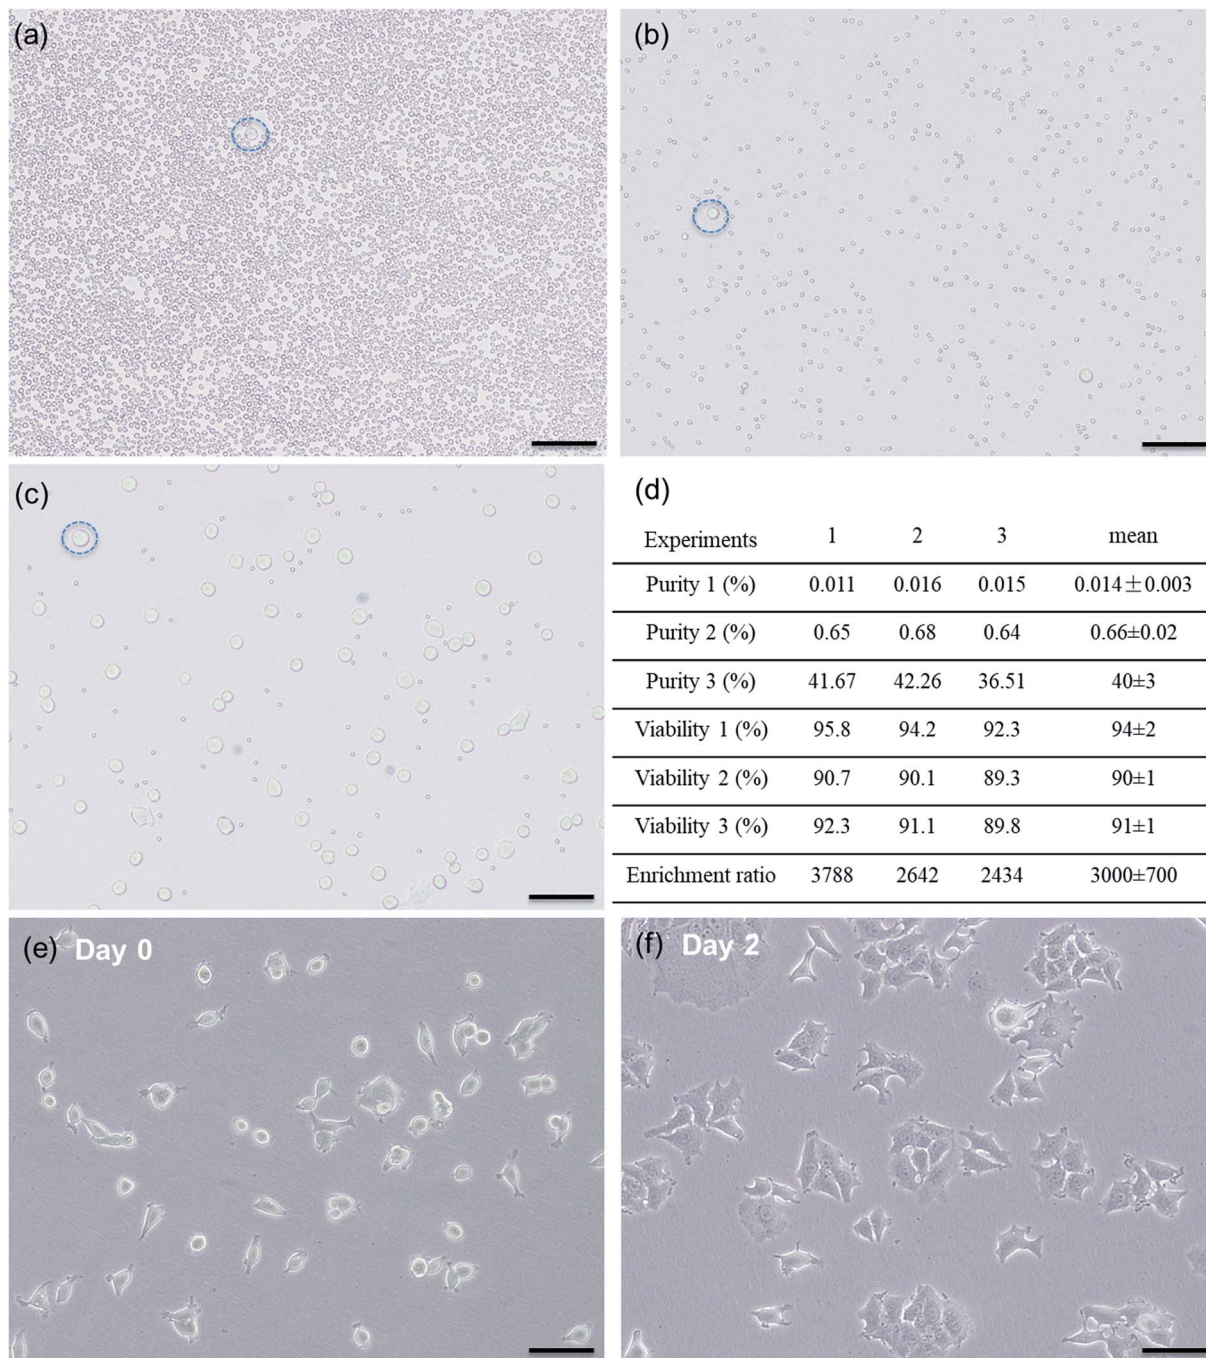 (a)
(b)
(c)
(d)
Experiments 1 2 3 mean
Purity 1 (%) 0.011 0.016 0.015 0.014±0.003
Purity 2 (%) 0.65 0.68 0.64 0.66±0.02
Purity 3 (%) 41.67 42.26 36.51 40±3
Viability 1 (%) 95.8 94.2 92.3 94±2
Viability 2 (%) 90.7 90.1 89.3 90±1
Viability 3 (%) 92.3 91.1 89.8 91±1
Enrichment ratio 3788 2642 2434 3000±700
(e) Day 0
(f) Day 2